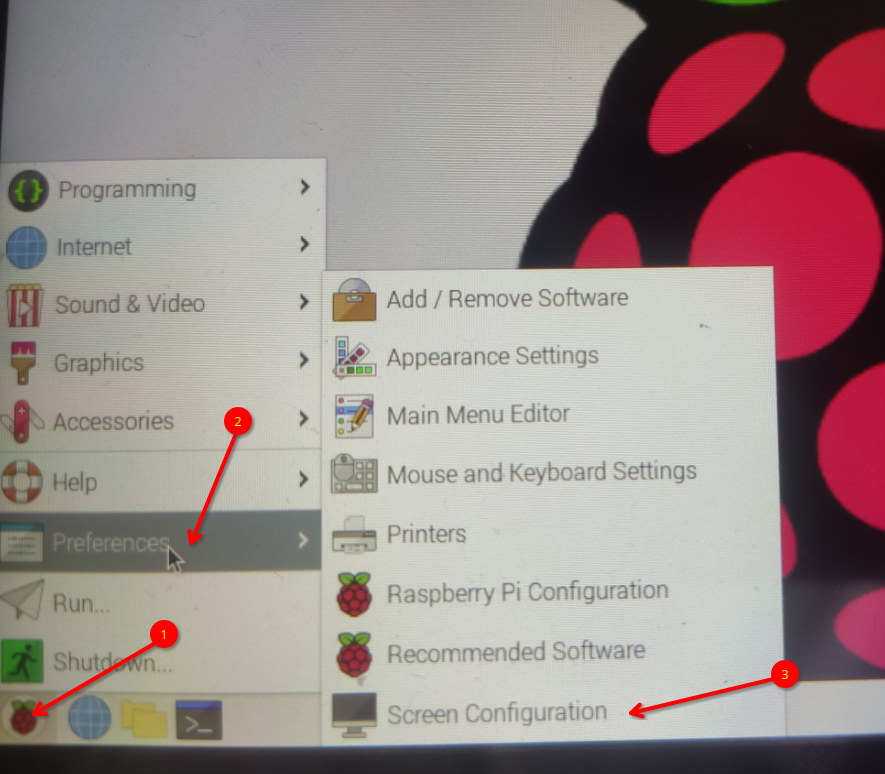 Programming
Internet
Sound & Video
Graphics
Accessories
2
Help
Preferences
Run...
1
Shutdown...
Add / Remove Software
Appearance Settings
Main Menu Editor
Mouse and Keyboard Settings
Printers
Raspberry Pi Configuration
Recommended Software
3
Screen Configuration